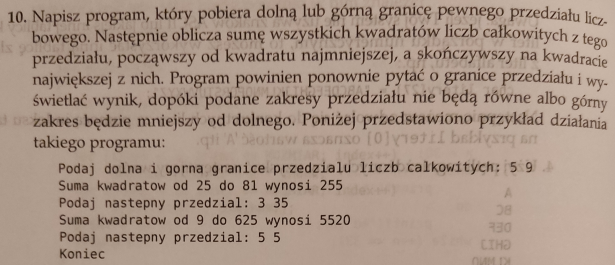 10. Napisz program, który pobiera dolną lub górną granicę pewnego przedziału licz-
bowego. Następnie oblicza sumę wszystkich kwadratów liczb całkowitych z tego
przedziału, począwszy od kwadratu najmniejszej, a skończywszy na kwadracie
największej z nich. Program powinien ponownie pytać o granice przedziału i wy-
świetlać wynik, dopóki podane zakresy przedziału nie będą równe albo górny
zakres będzie mniejszy od dolnego. Poniżej przedstawiono przykład działania
takiego programu:
Podaj dolna i gorna granice przedzialu liczb calkowitych: 5 9
Suma kwadratow od 25 do 81 wynosi 255
Podaj nastepny przedzial: 3 35
Suma kwadratow od 9 do 625 wynosi 5520
Podaj nastepny przedzial: 5 5
Koniec